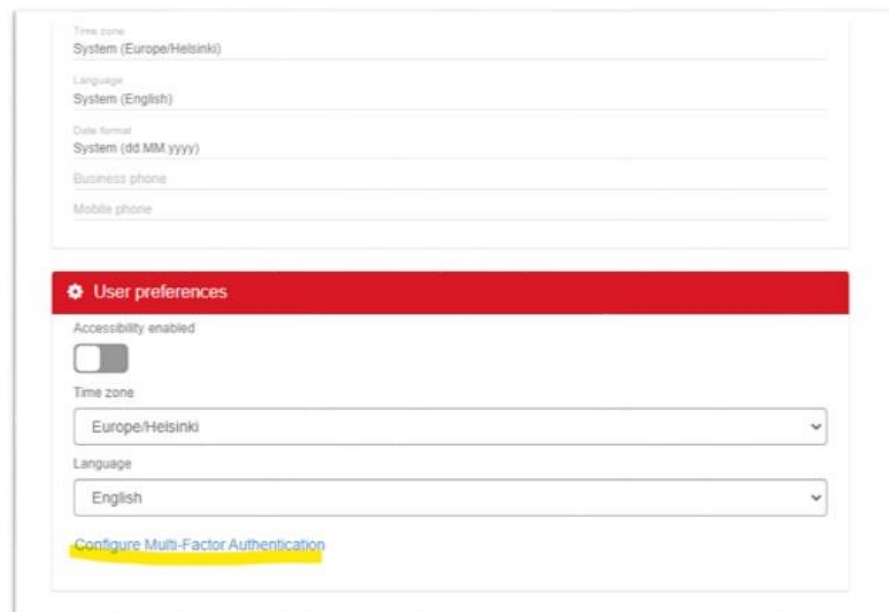 Time zone
System (Europe/Helsinki)
Language
System (English)
Date format
System (dd.MM.yyyy)
Business phone
Mobile phone
User preferences
Accessibility enabled
Time zone
Europe/Helsinki
Language
English
Configure Multi-Factor Authentication